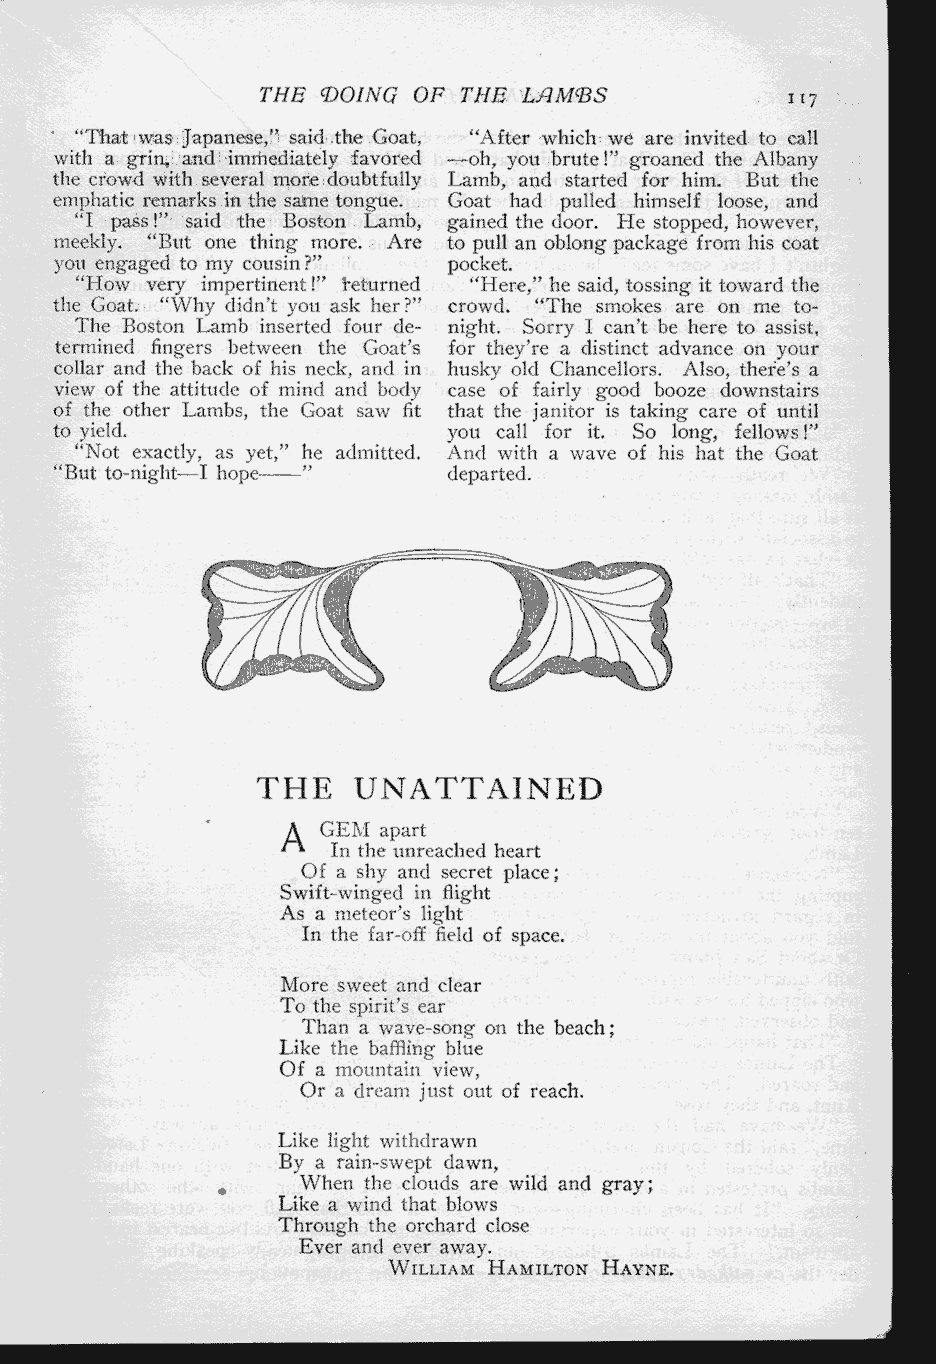 THE DOING OF THE LAMBS 117
"That was Japanese," said the Goat,
with a grin, and immediately favored
the crowd with several more doubtfully
emphatic remarks in the same tongue.
"I pass!" said the Boston Lamb,
meekly. "But one thing more. Are
you engaged to my cousin?"
"How very impertinent!" returned
the Goat. "Why didn't you ask her?"
The Boston Lamb inserted four de-
termined fingers between the Goat's
collar and the back of his neck, and in
view of the attitude of mind and body
of the other Lambs, the Goat saw fit
to yield.
"Not exactly, as yet," he admitted.
"But to-night—I hope——"
"After which we are invited to call
—oh, you brute!" groaned the Albany
Lamb, and started for him. But the
Goat had pulled himself loose, and
gained the door. He stopped, however,
to pull an oblong package from his coat
pocket.
"Here," he said, tossing it toward the
crowd. "The smokes are on me to-
night. Sorry I can't be here to assist,
for they're a distinct advance on your
husky old Chancellors. Also, there's a
case of fairly good booze downstairs
that the janitor is taking care of until
you call for it. So long, fellows!"
And with a wave of his hat the Goat
departed.
THE UNATTAINED
A GEM apart
In the unreached heart
Of a shy and secret place;
Swift-winged in flight
As a meteor's light
In the far-off field of space.
More sweet and clear
To the spirit's ear
Than a wave-song on the beach;
Like the baffling blue
Of a mountain view,
Or a dream just out of reach.
Like light withdrawn
By a rain-swept dawn,
When the clouds are wild and gray;
Like a wind that blows
Through the orchard close
Ever and ever away.
WILLIAM HAMILTON HAYNE.